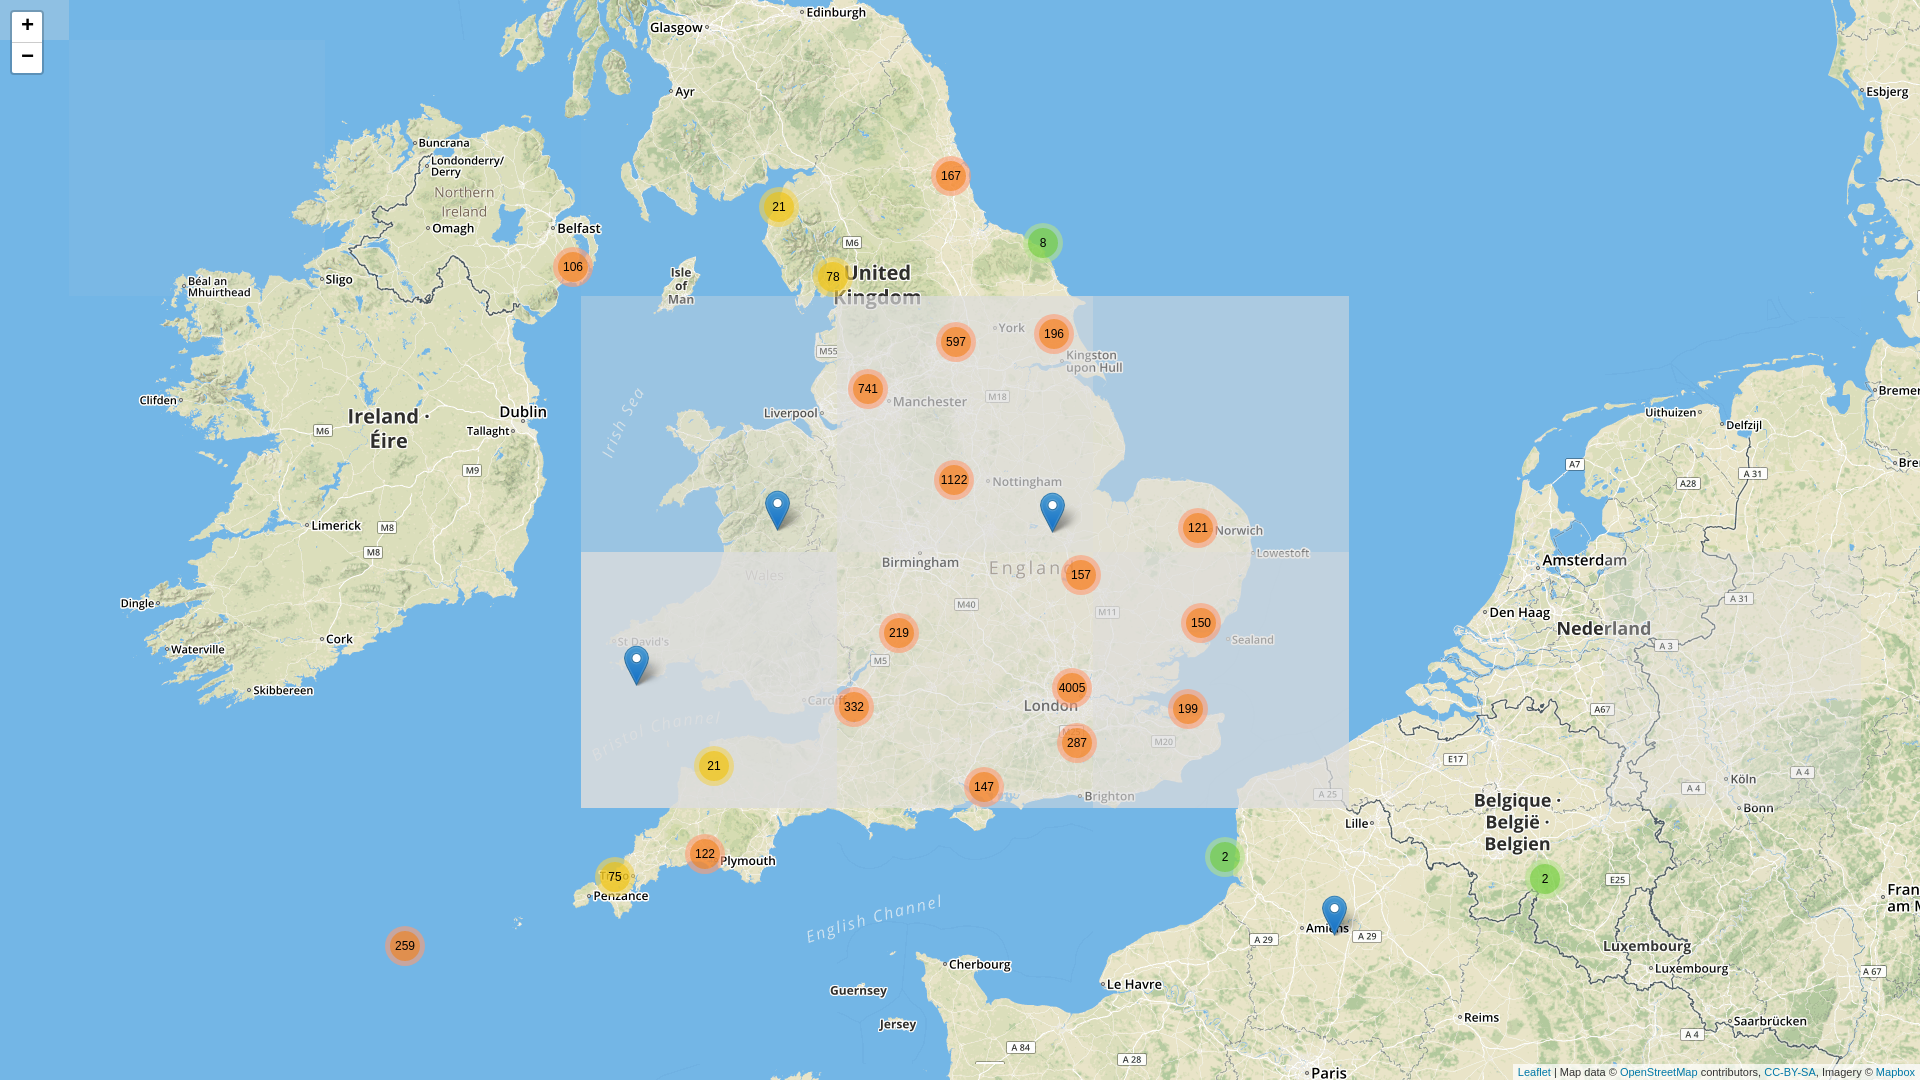 +
−
Glasgow
Edinburgh
Ayr
Esbjerg
Buncrana
Londonderry/
Derry
Northern
Ireland
Omagh
Belfast
167
21
8
M6
106
78
United
Kingdom
Isle
of
Man
Béal an
Mhuirthead
Sligo
York
196
597
Kingston
upon Hull
M55
741
Manchester
M18
Liverpool
Irish Sea
Clifden
Ireland ·
Éire
Dublin
Tallaght
M6
M9
Uithuizen
Delfzijl
Bremer
Bre
A7
A 31
A28
1122
Nottingham
Limerick
M8
M8
121
Norwich
Lowestoft
Birmingham
Englan
157
Wales
Amsterdam
Dingle
M40
M11
A 31
Den Haag
Nederland
Cork
Waterville
219
150
Sealand
St David's
M5
A 3
Skibbereen
4005
London
Cardiff
332
199
A67
Bristol Channel
287
M20
E17
21
147
Brighton
A 25
A 4
Köln
A 4
Bonn
Belgique ·
België ·
Belgien
Lille
122
Plymouth
75
Penzance
2
2
E25
Fran
am M
English Channel
Amiens
A 29
A 29
259
Luxembourg
Luxembourg
A 67
Cherbourg
Le Havre
Guernsey
Jersey
Reims
Saarbrücken
A 4
A 84
A 28
Paris
Leaflet | Map data © OpenStreetMap contributors, CC-BY-SA, Imagery © Mapbox